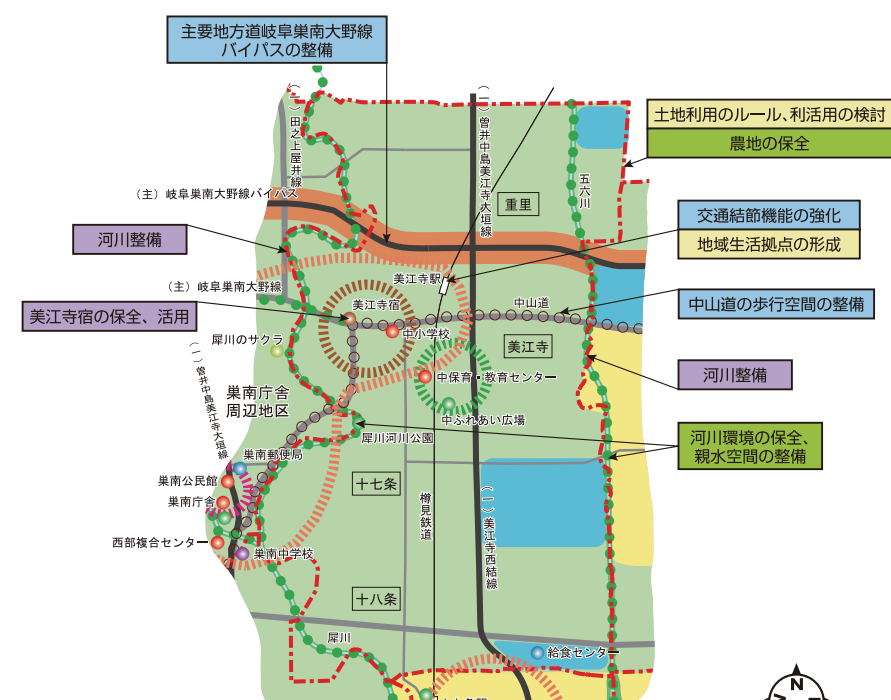 主要地方道岐阜巣南大野線
バイパスの整備
土地利用のルール、利活用の検討
農地の保全
(一)田之上屋井線
(一)曽井中島美江寺大垣線
五六川
重里
(主)岐阜巣南大野線バイパス
交通結節機能の強化
地域生活拠点の形成
河川整備
美江寺駅
(主)岐阜巣南大野線
美江寺宿
中山道
中山道の歩行空間の整備
美江寺宿の保全、活用
中小学校
犀川のサクラ
美江寺
(一)曽井中島美江寺大垣線
河川整備
中保育・教育センター
巣南庁舎
周辺地区
中ふれあい広場
犀川河川公園
河川環境の保全、
親水空間の整備
巣南郵便局
巣南公民館
十七条
巣南庁舎
樽見鉄道
(一)美江寺西結線
西部複合センター
巣南中学校
十八条
犀川
給食センター
N